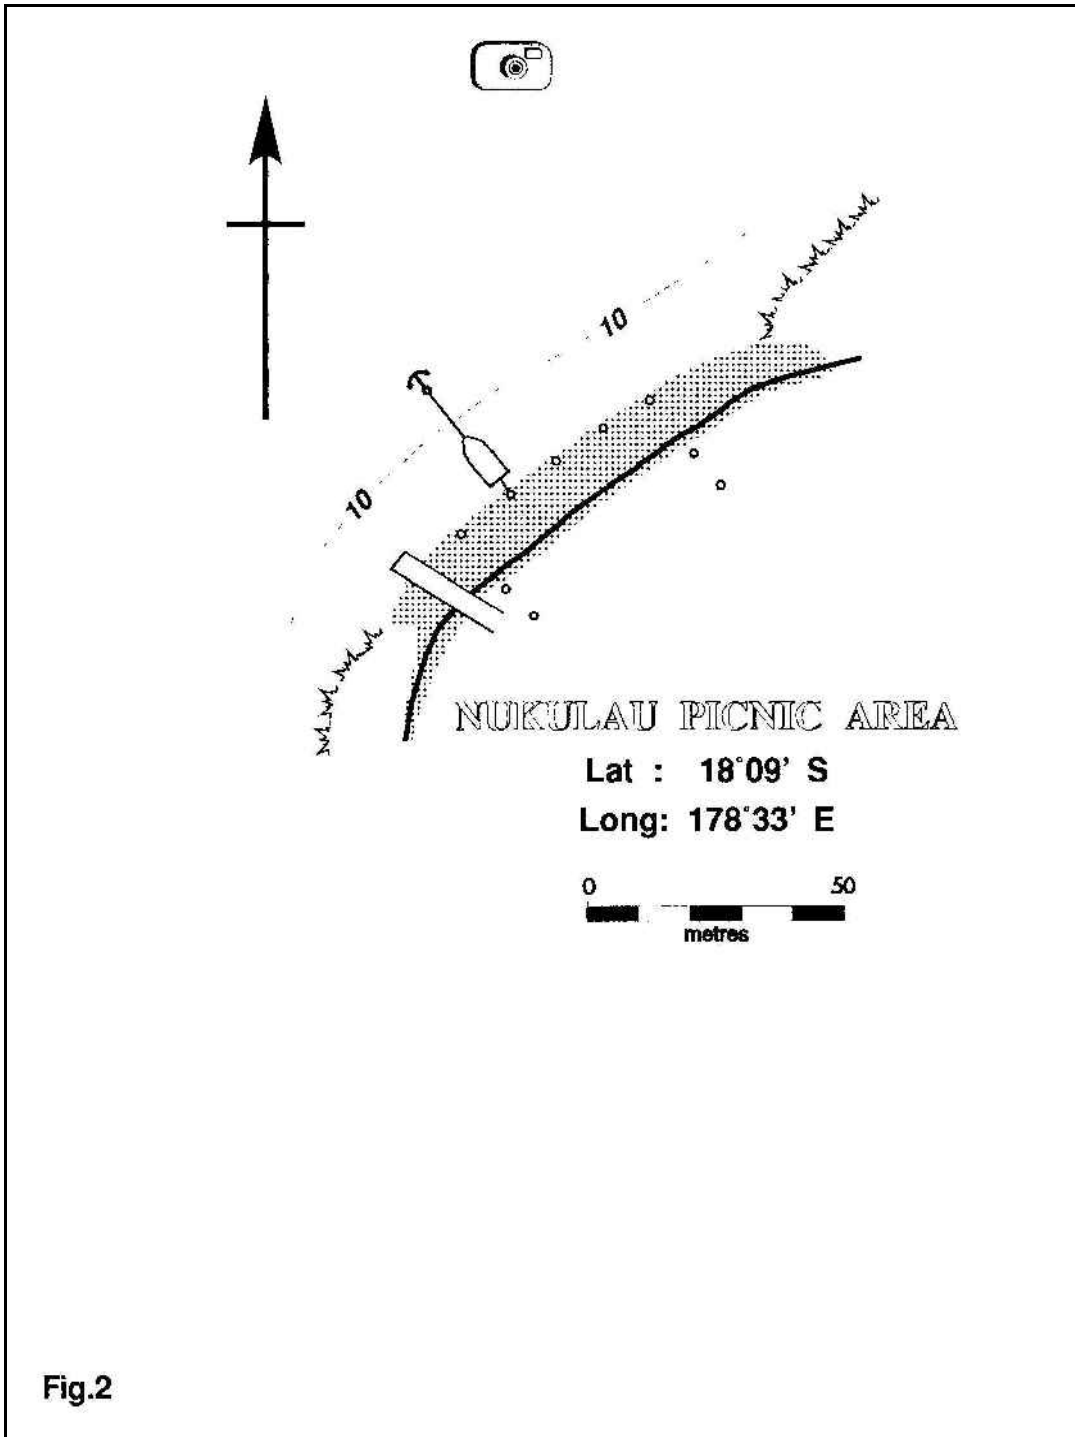 10
10
NUKULAU PICNIC AREA
Lat : 18°09' S
Long: 178°33' E
0 50
metres
Fig.2